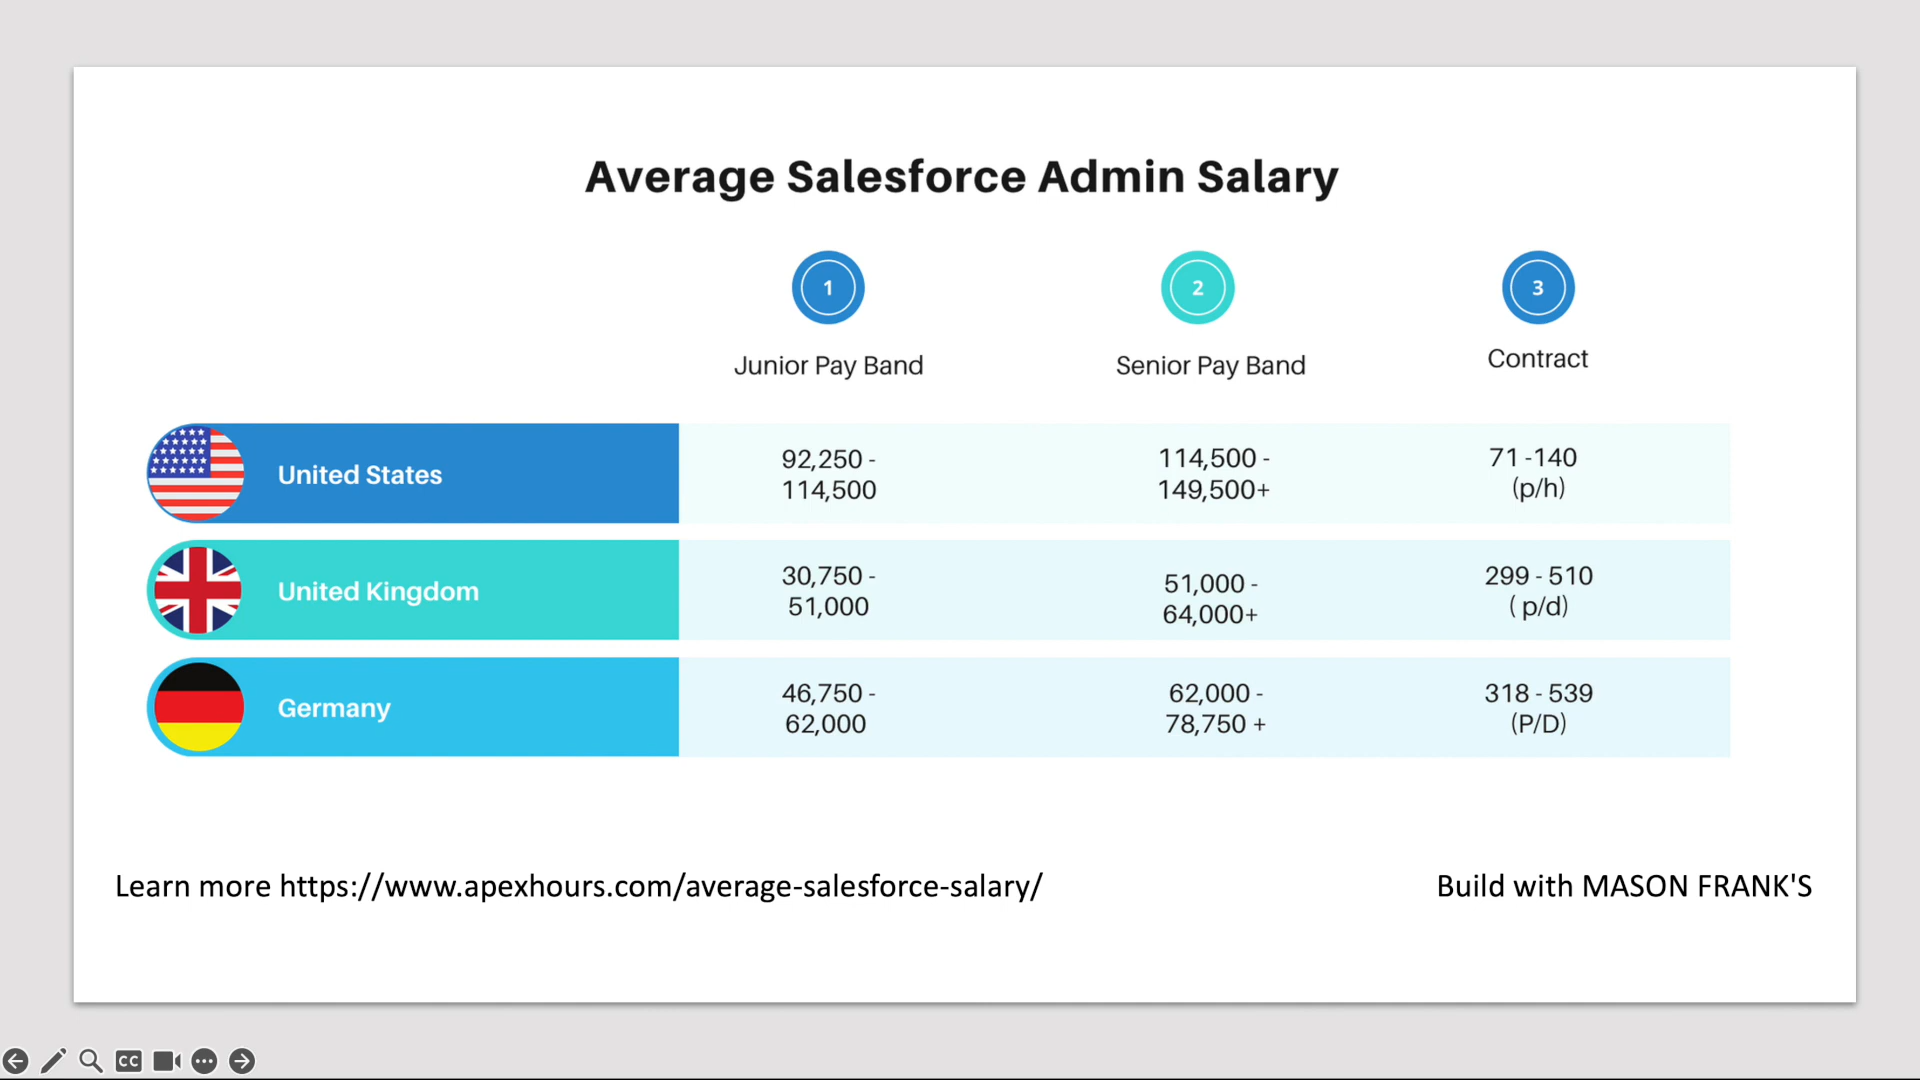 Average Salesforce Admin Salary
1
2
3
Junior Pay Band
Senior Pay Band
Contract
United States
92,250 -
114,500
114,500 -
149,500+
71 -140
(p/h)
United Kingdom
30,750 -
51,000
51,000 -
64,000+
299 - 510
( p/d)
Germany
46,750 -
62,000
62,000 -
78,750 +
318 - 539
(P/D)
Learn more https://www.apexhours.com/average-salesforce-salary/
Build with MASON FRANK'S
CC